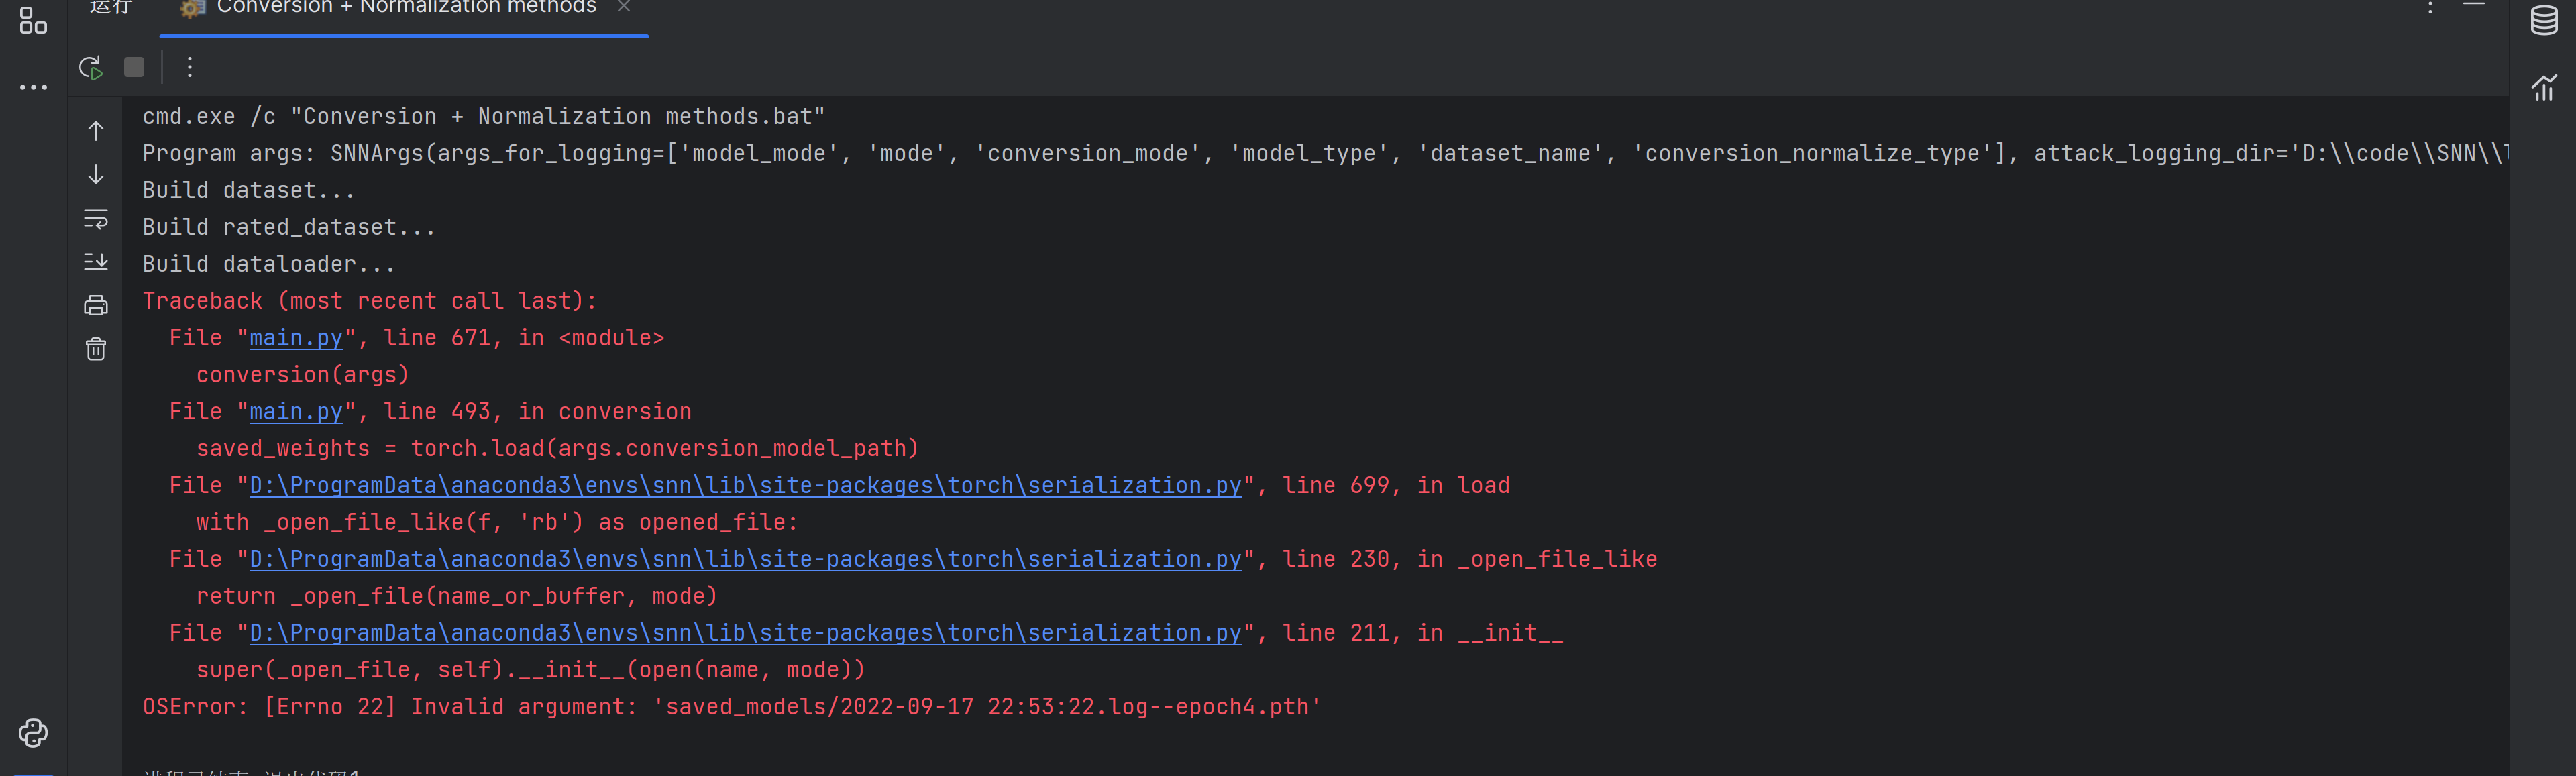 运行 Conversion + Normalization methods
cmd.exe /c "Conversion + Normalization methods.bat"
Program args: SNNArgs(args_for_logging=['model_mode', 'mode', 'conversion_mode', 'model_type', 'dataset_name', 'conversion_normalize_type'], attack_logging_dir='D:\\code\\SNN\\
Build dataset...
Build rated_dataset...
Build dataloader...
Traceback (most recent call last):
  File "main.py", line 671, in <module>
    conversion(args)
  File "main.py", line 493, in conversion
    saved_weights = torch.load(args.conversion_model_path)
  File "D:\ProgramData\anaconda3\envs\snn\lib\site-packages\torch\serialization.py", line 699, in load
    with _open_file_like(f, 'rb') as opened_file:
  File "D:\ProgramData\anaconda3\envs\snn\lib\site-packages\torch\serialization.py", line 230, in _open_file_like
    return _open_file(name_or_buffer, mode)
  File "D:\ProgramData\anaconda3\envs\snn\lib\site-packages\torch\serialization.py", line 211, in __init__
    super(_open_file, self).__init__(open(name, mode))
OSError: [Errno 22] Invalid argument: 'saved_models/2022-09-17 22:53:22.log--epoch4.pth'